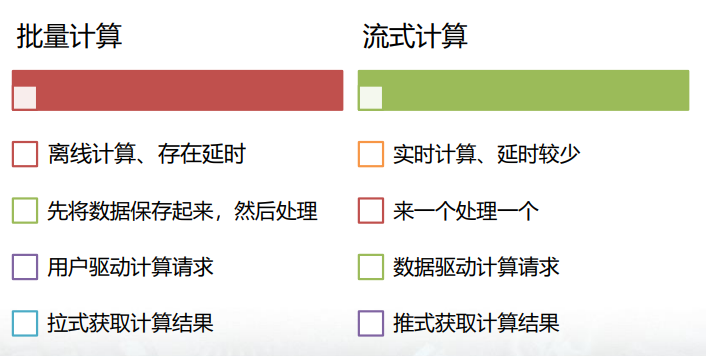 批量计算
离线计算、存在延时
先将数据保存起来，然后处理
用户驱动计算请求
拉式获取计算结果
流式计算
实时计算、延时较少
来一个处理一个
数据驱动计算请求
推式获取计算结果